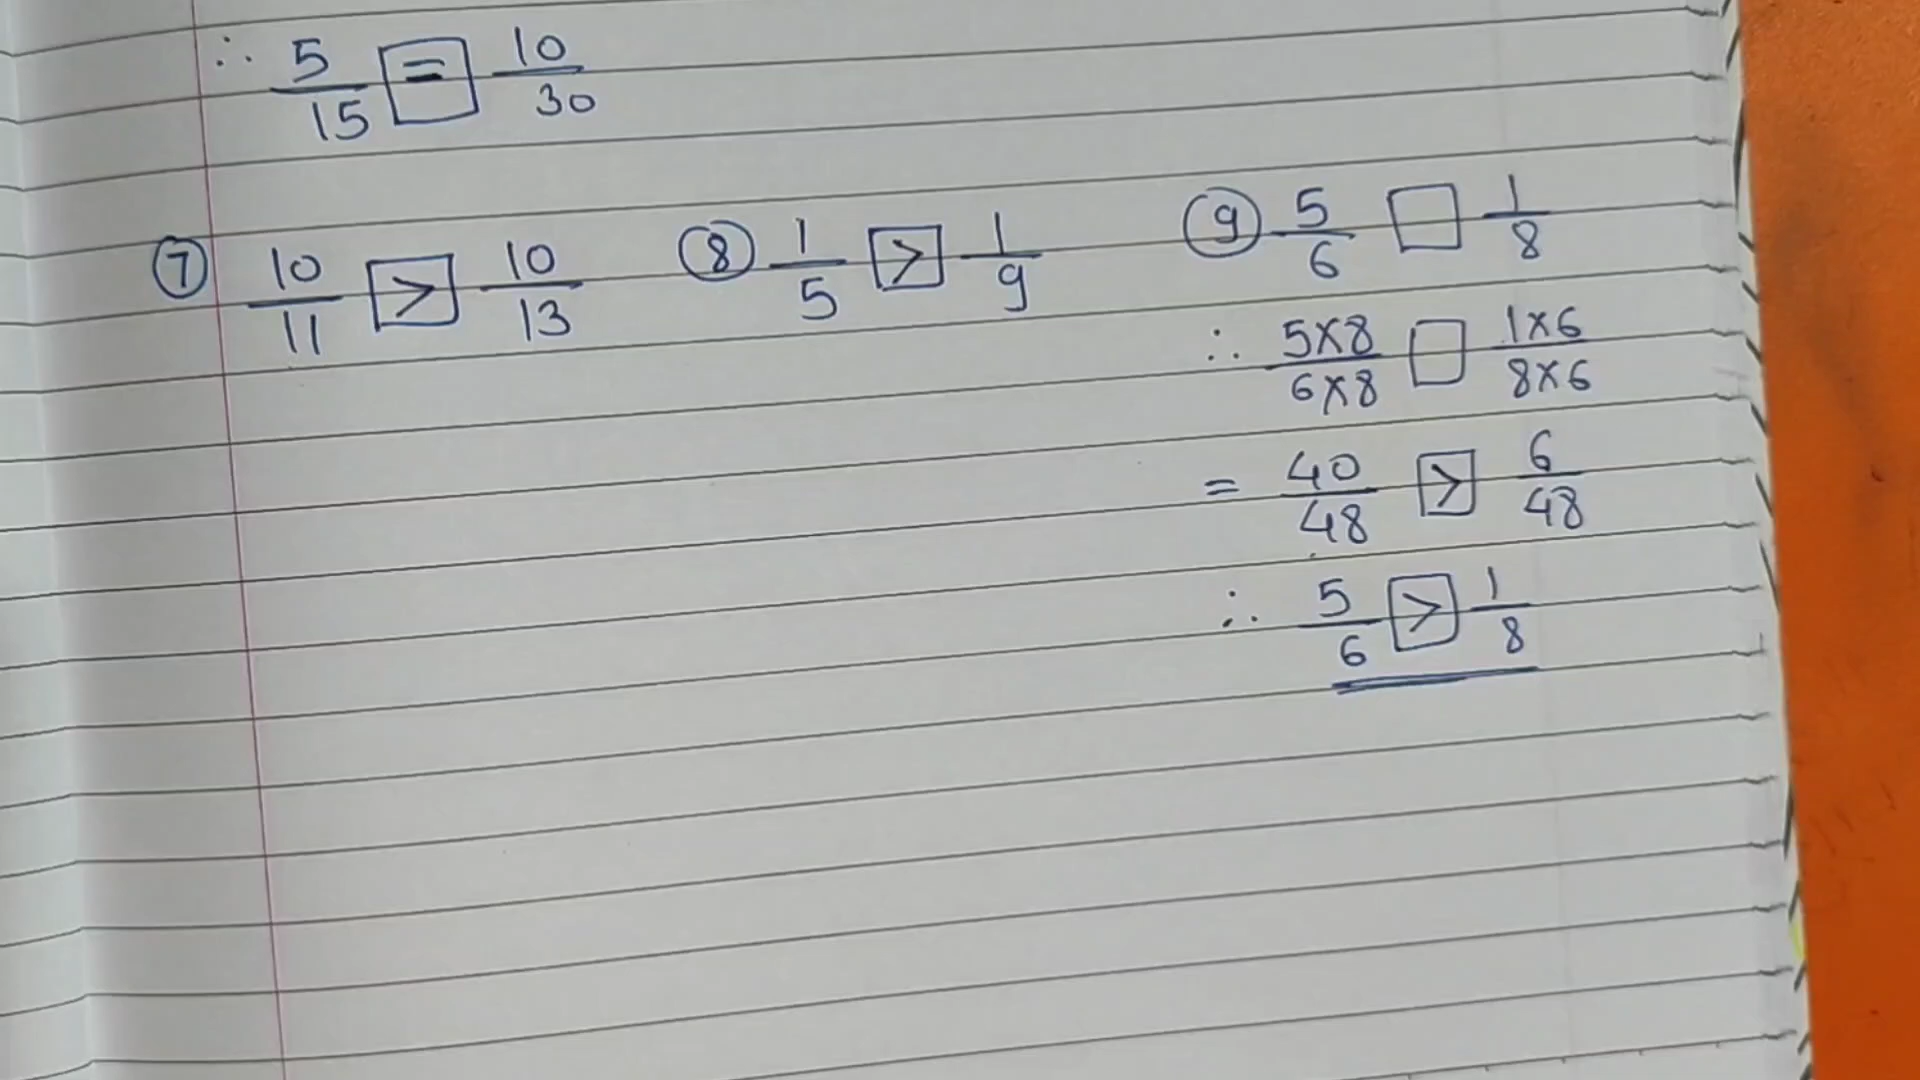 ∴ 5/15 [=] 10/30
⑦ 10/11 [>] 10/13
⑧ 1/5 [>] 1/9
⑨ 5/6 [ ] 1/8
∴ 5×8/6×8 [ ] 1×6/8×6
= 40/48 [>] 6/48
∴ 5/6 [>] 1/8